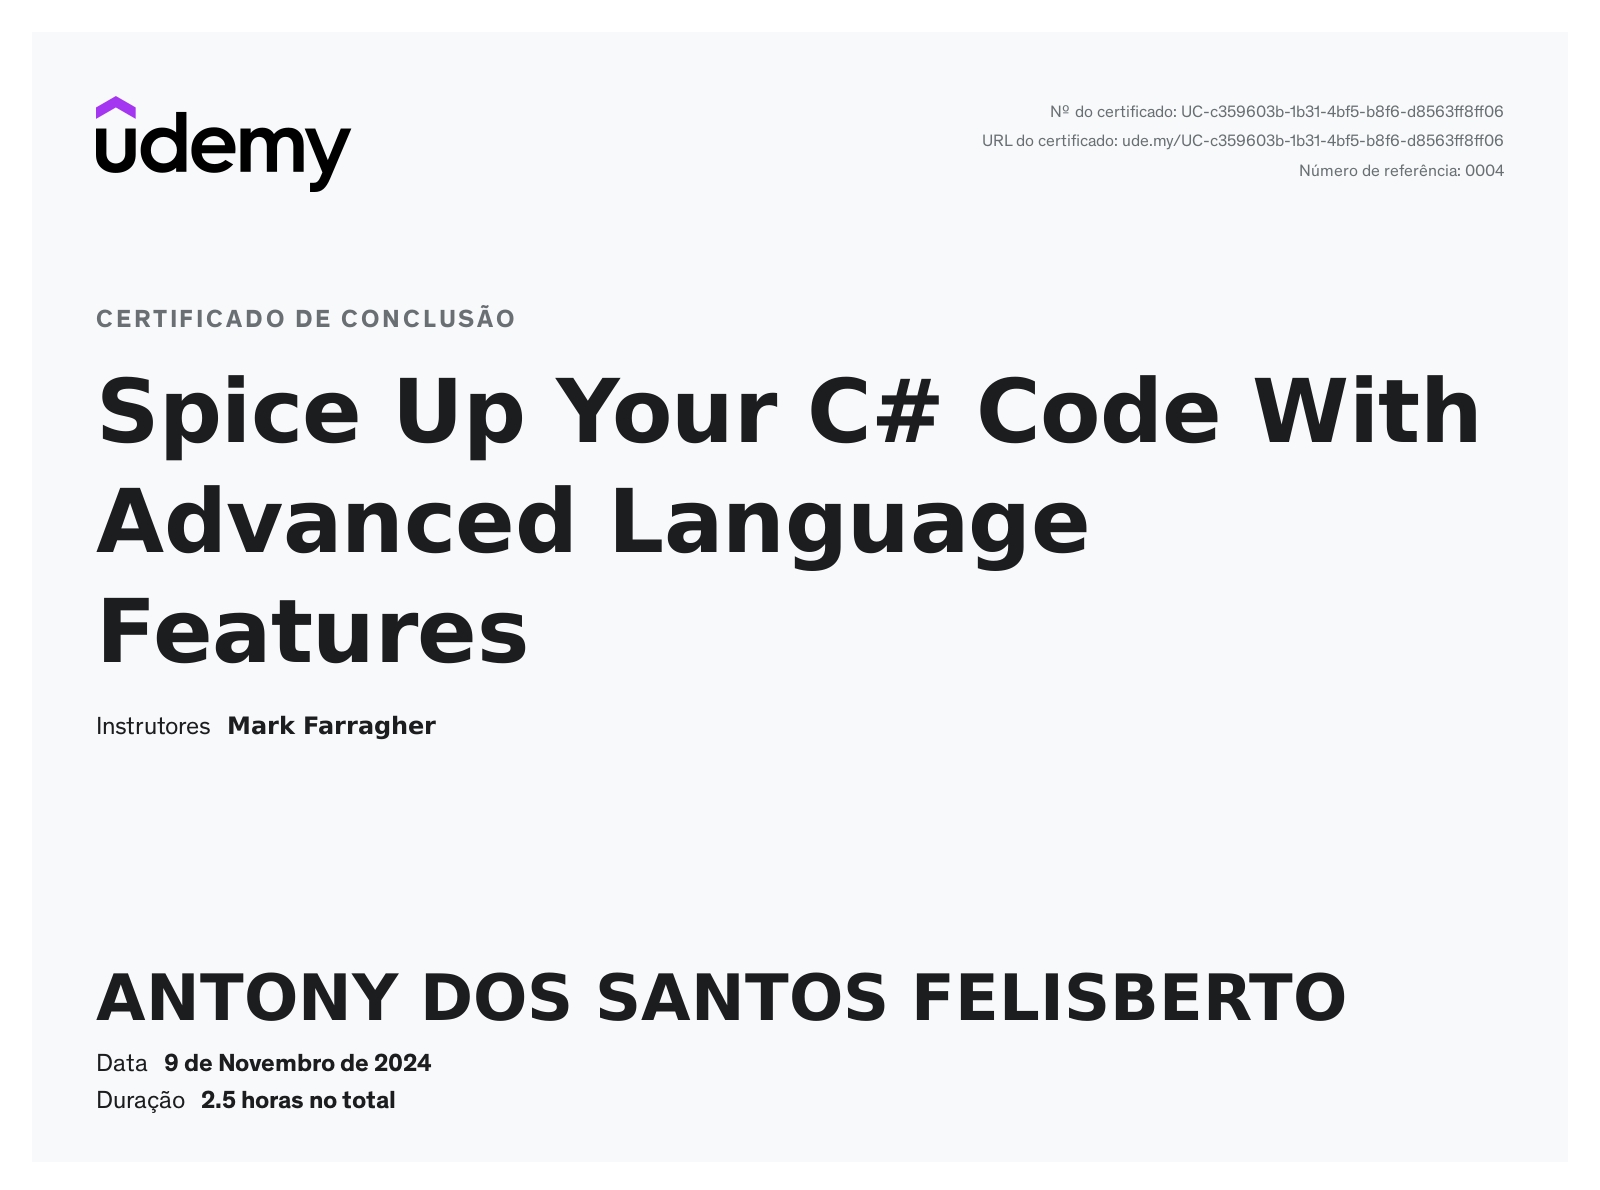 udemy
Nº do certificado: UC-c359603b-1b31-4bf5-b8f6-d8563ff8ff06
URL do certificado: ude.my/UC-c359603b-1b31-4bf5-b8f6-d8563ff8ff06
Número de referência: 0004
CERTIFICADO DE CONCLUSÃO
Spice Up Your C# Code With
Advanced Language
Features
Instrutores Mark Farragher
ANTONY DOS SANTOS FELISBERTO
Data 9 de Novembro de 2024
Duração 2.5 horas no total